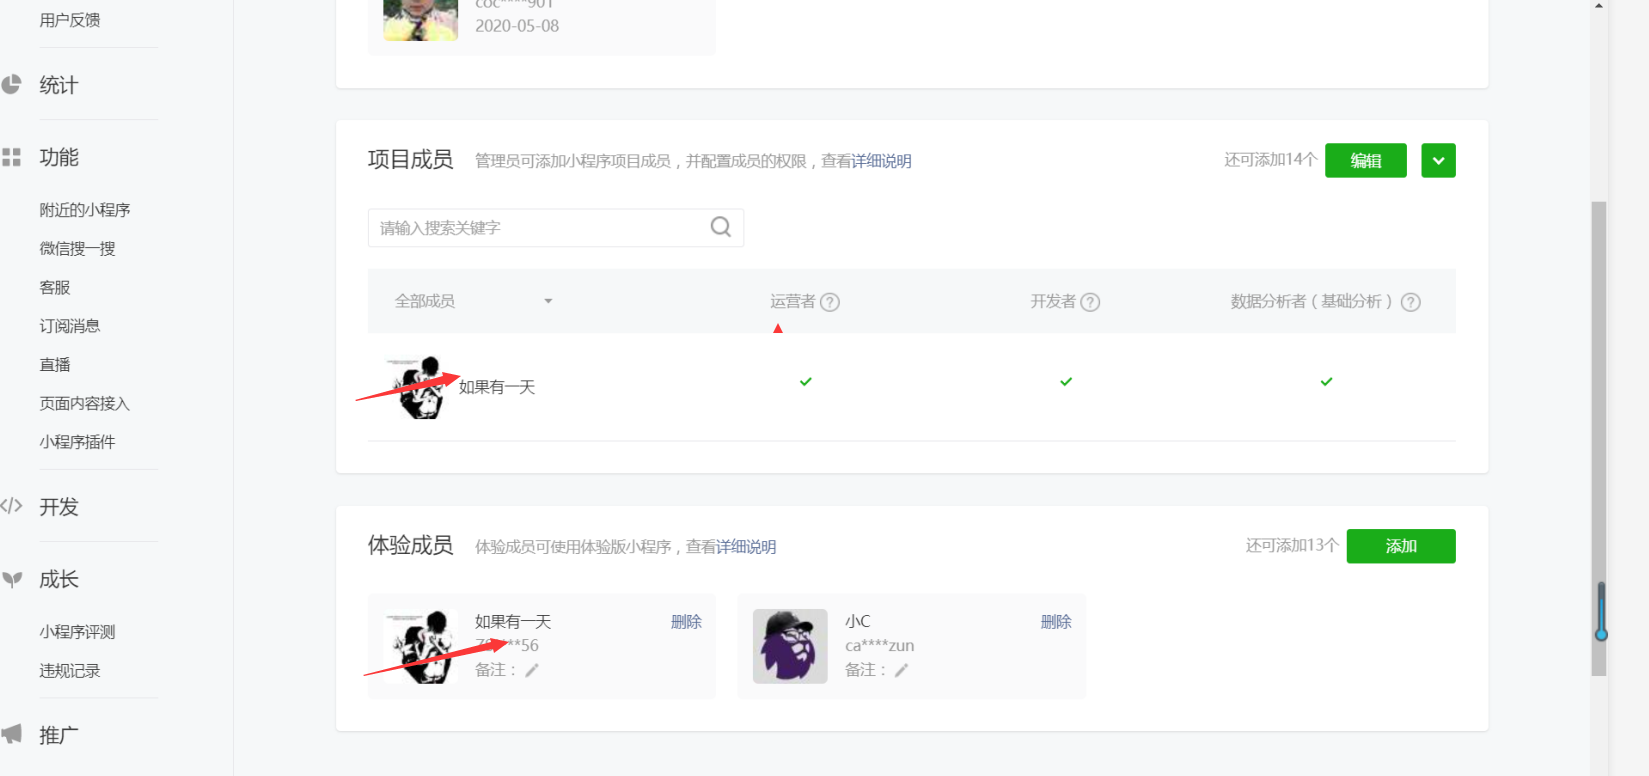 用户反馈
统计
功能
附近的小程序
微信搜一搜
客服
订阅消息
直播
页面内容接入
小程序插件
开发
成长
小程序评测
违规记录
推广
coc****901
2020-05-08
项目成员 管理员可添加小程序项目成员，并配置成员的权限，查看详细说明 还可添加14个 编辑
请输入搜索关键字
全部成员 运营者 ? 开发者 ? 数据分析者（基础分析） ?
如果有一天
体验成员 体验成员可使用体验版小程序，查看详细说明 还可添加13个 添加
如果有一天 删除
56
备注：
小C 删除
ca****zun
备注：